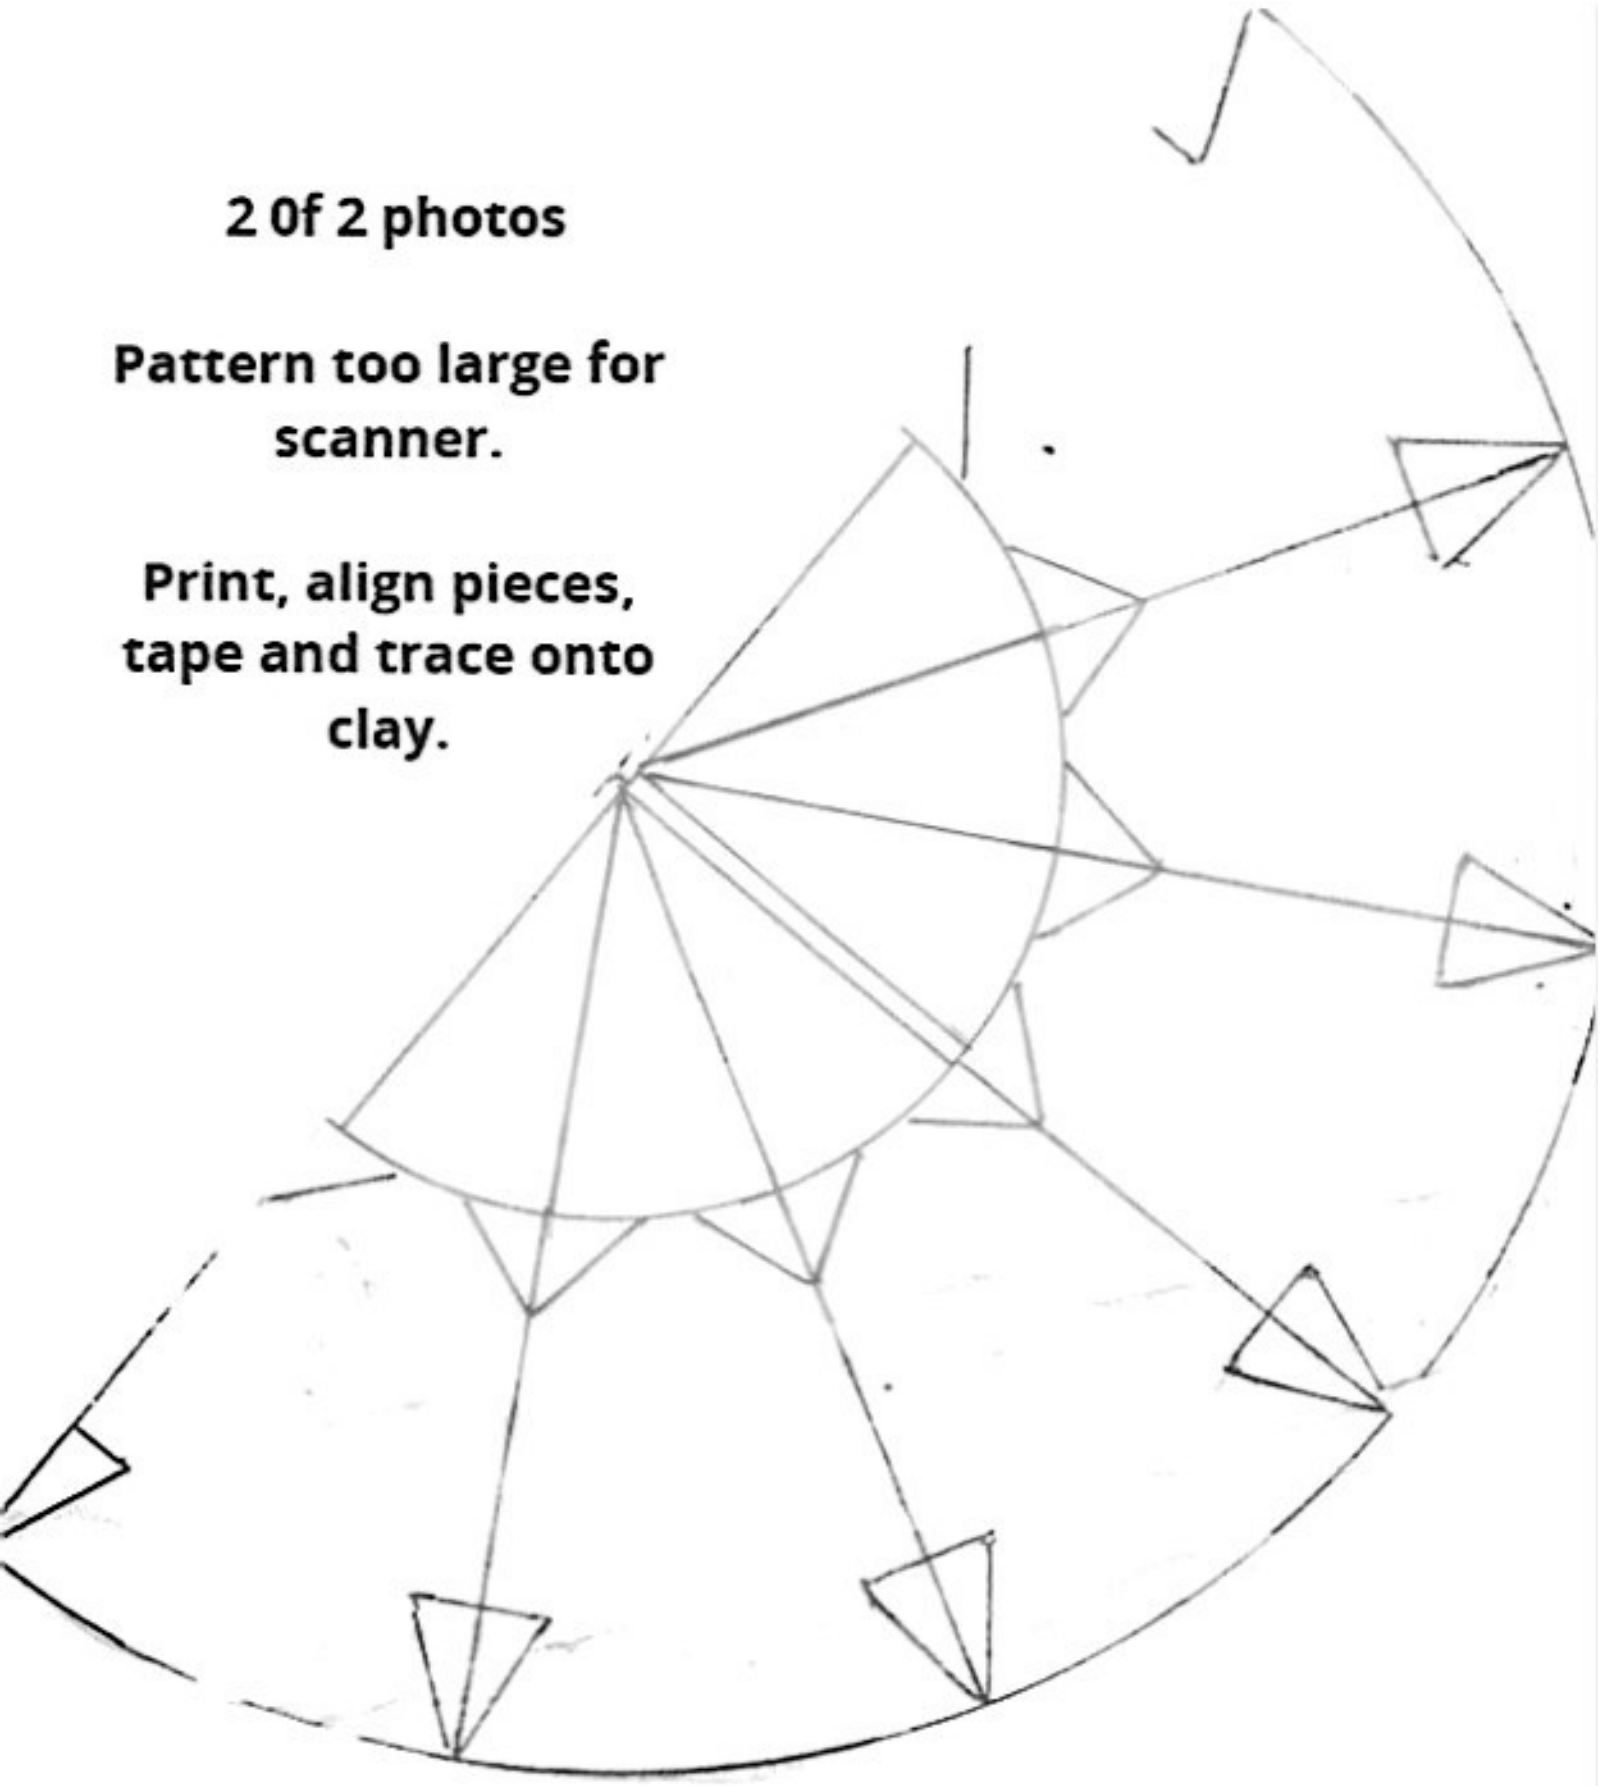 2 0f 2 photos
Pattern too large for
scanner.
Print, align pieces,
tape and trace onto
clay.